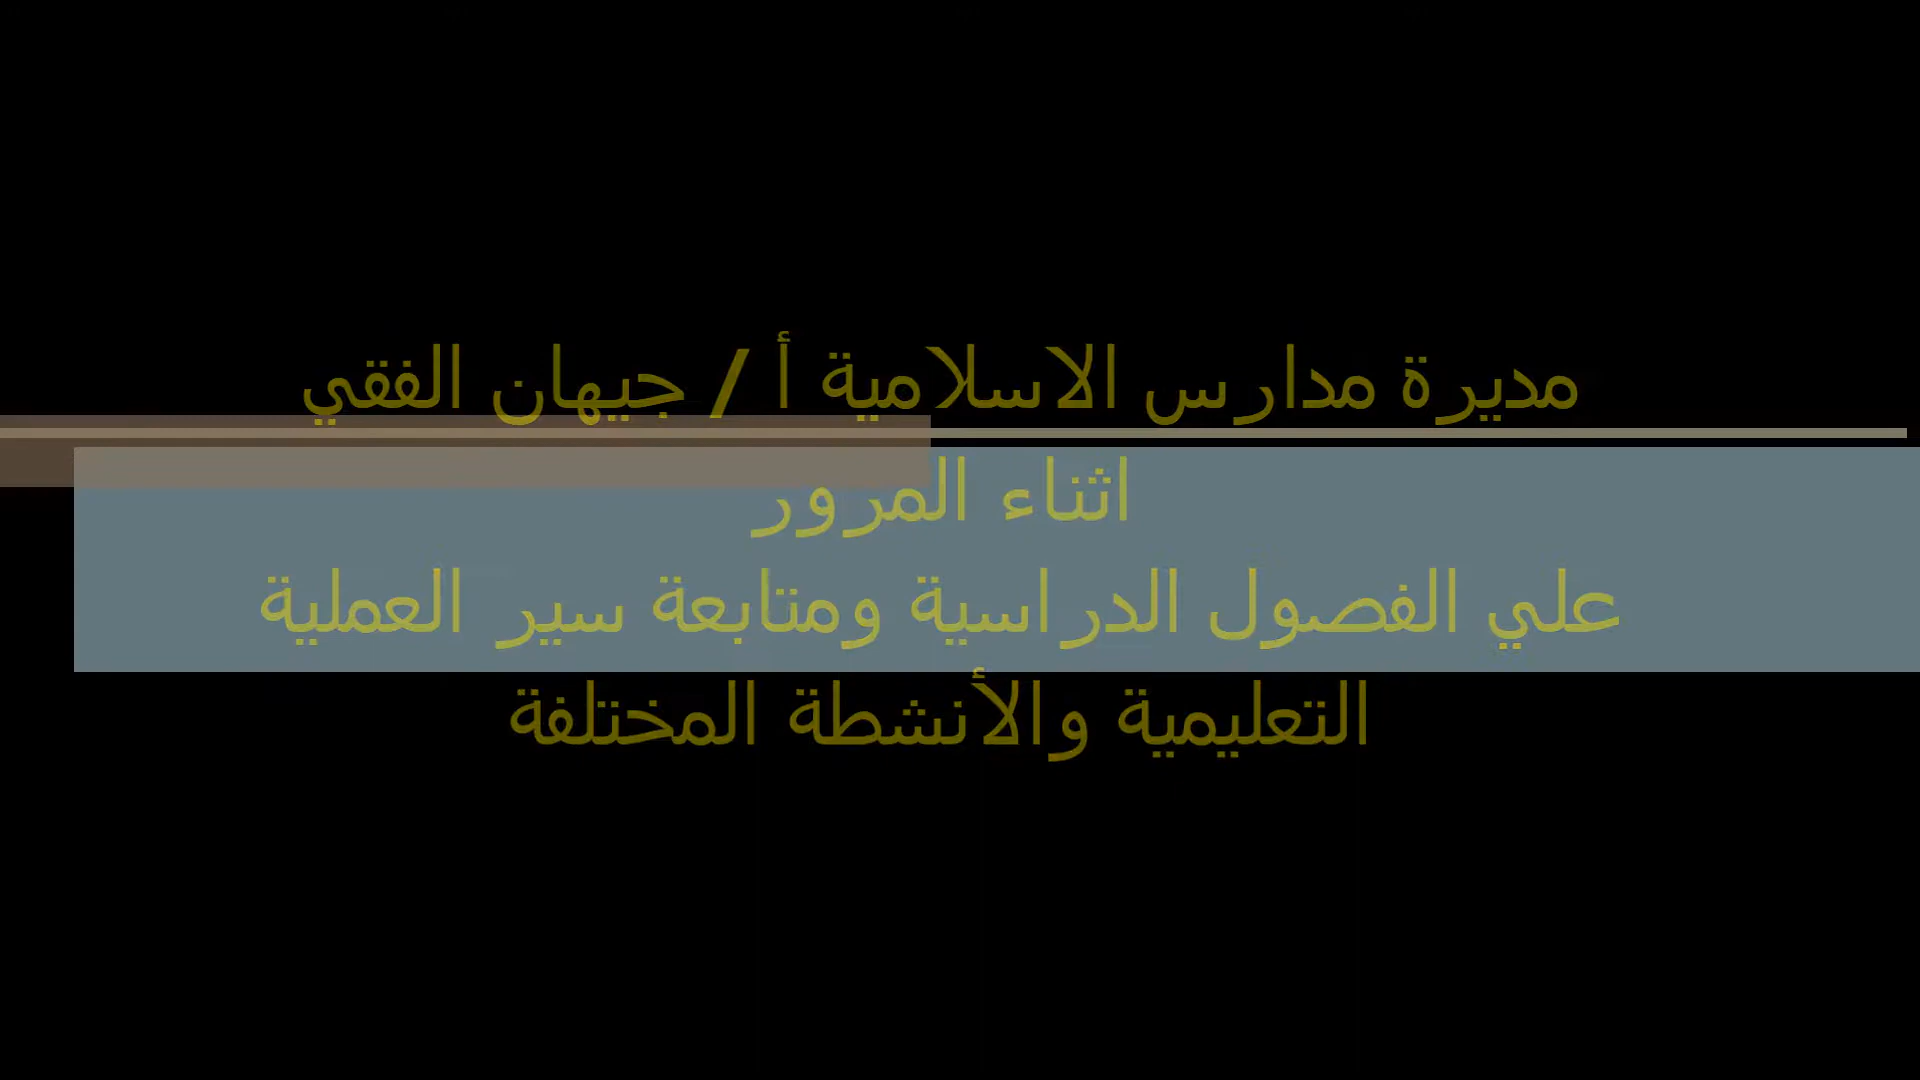 مديرة مدارس الاسلامية أ / جيهان الفقي
اثناء المرور
علي الفصول الدراسية ومتابعة سير العملية
التعليمية والأنشطة المختلفة